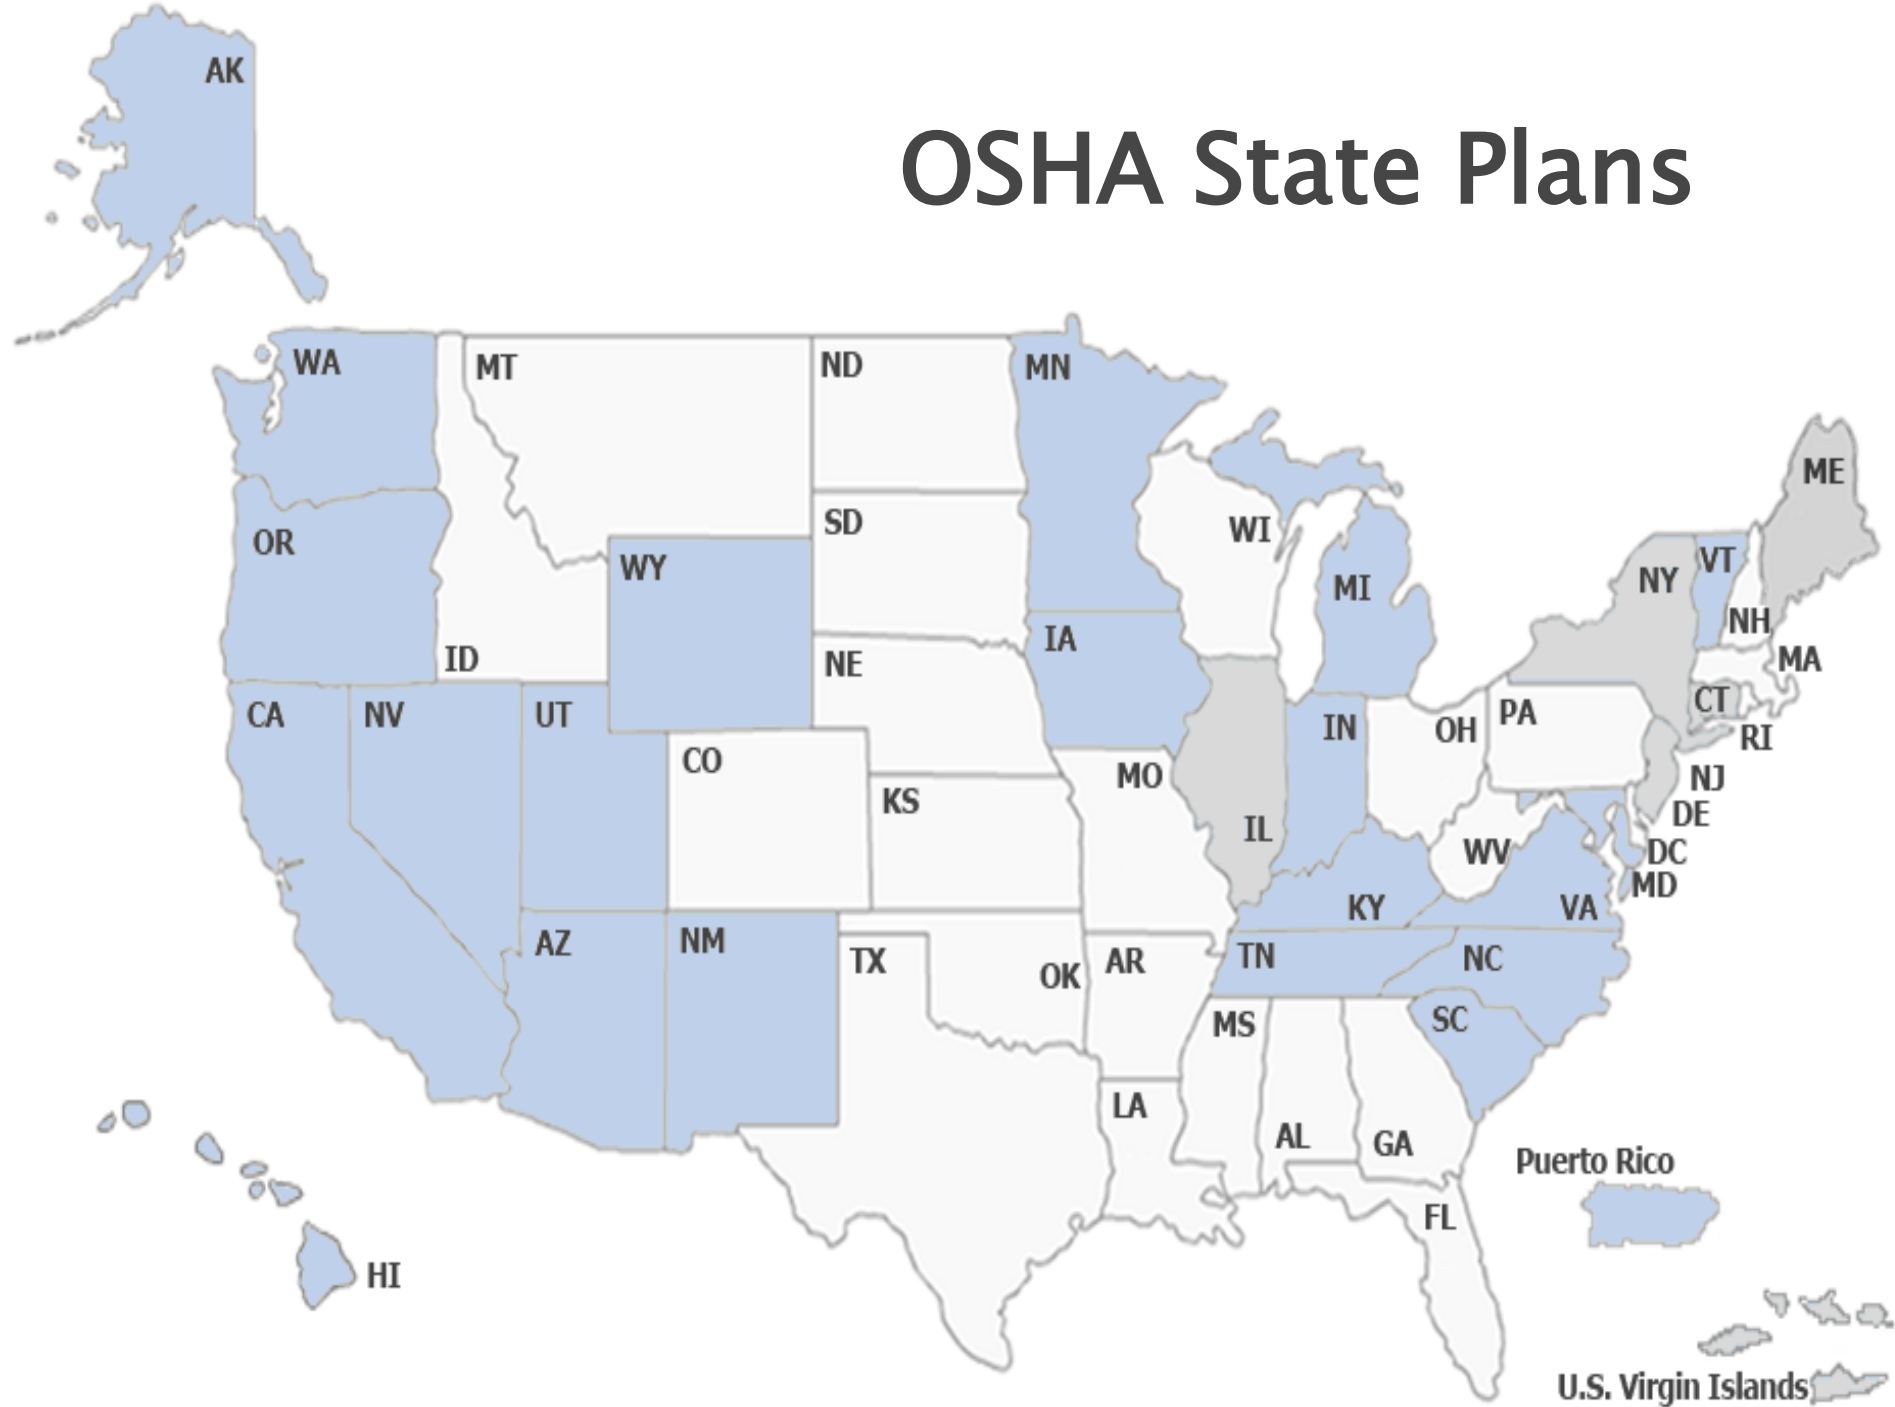 AK
OSHA State Plans
WA
MT
ND
MN
ME
OR
SD
WI
WY
VT
NY
MI
NH
IA
ID
NE
MA
CT
CA
NV
UT
IN
OH
PA
RI
CO
MO
NJ
KS
DE
IL
WV
DC
MD
KY
VA
AZ
NM
TX
OK
AR
TN
NC
MS
SC
LA
AL
GA
Puerto Rico
FL
HI
U.S. Virgin Islands